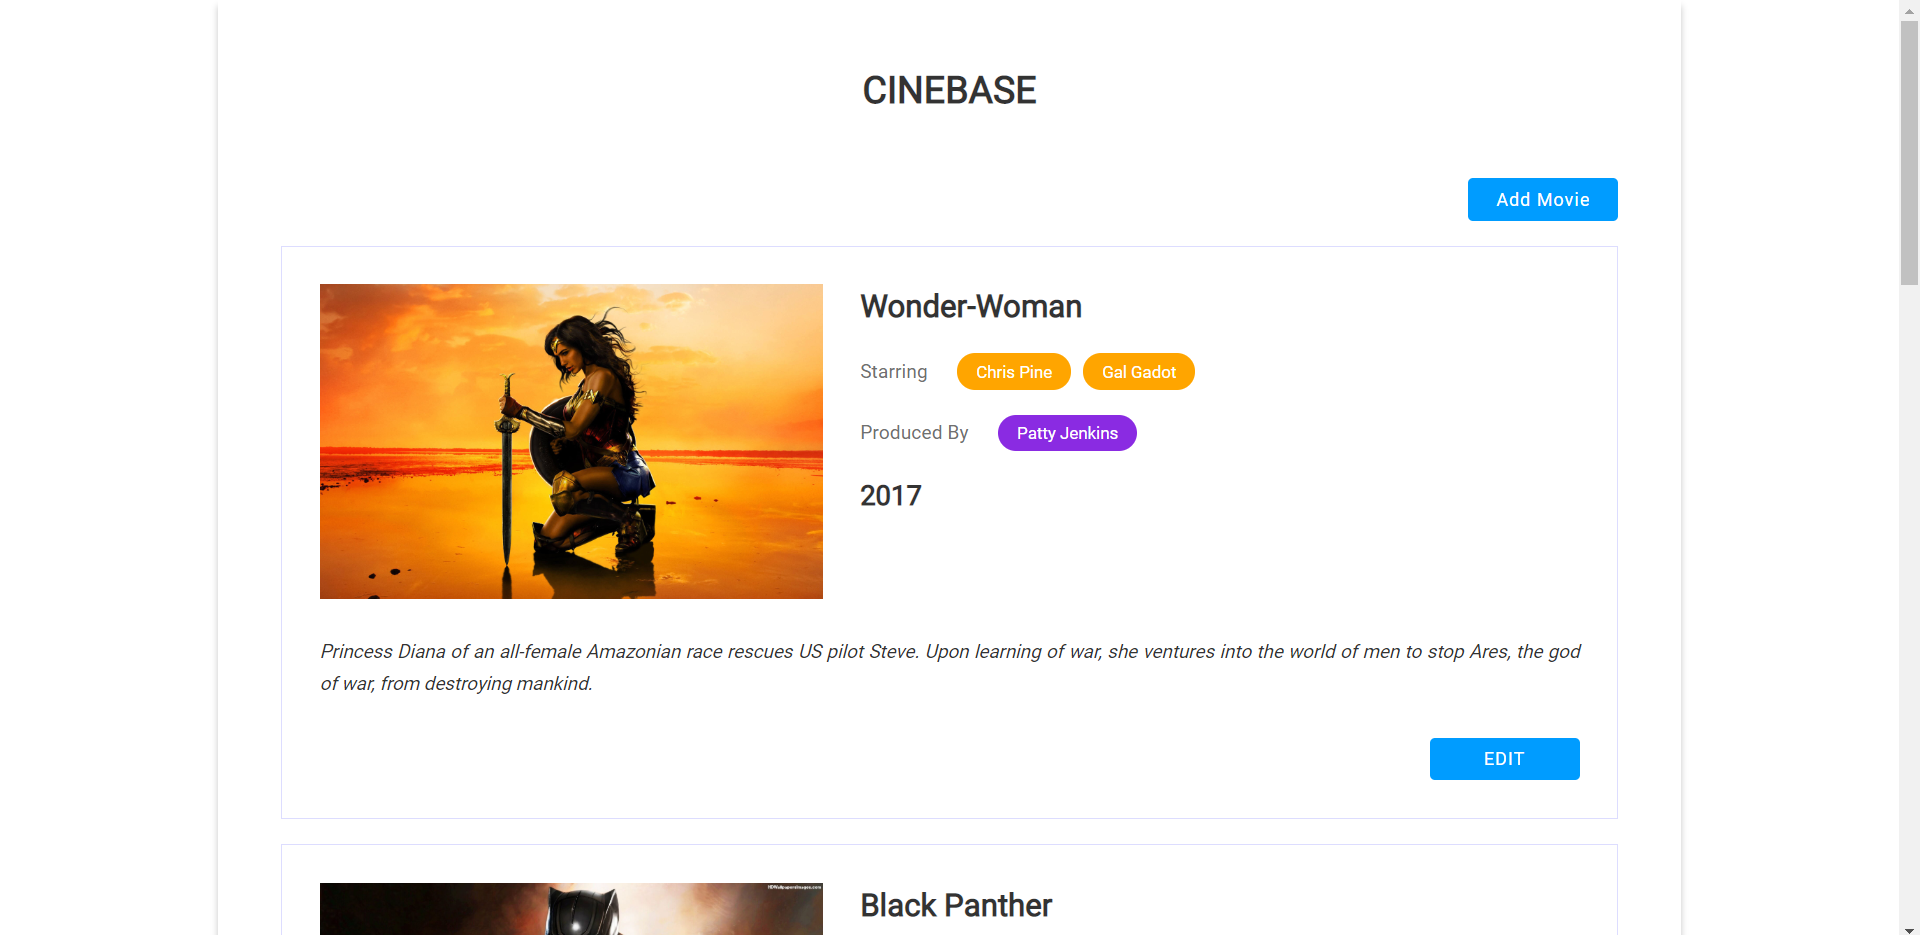 CINEBASE
Add Movie
Wonder-Woman
Starring Chris Pine Gal Gadot
Produced By Patty Jenkins
2017
Princess Diana of an all-female Amazonian race rescues US pilot Steve. Upon learning of war, she ventures into the world of men to stop Ares, the god
of war, from destroying mankind.
EDIT
HDWallpapersImages.com
Black Panther